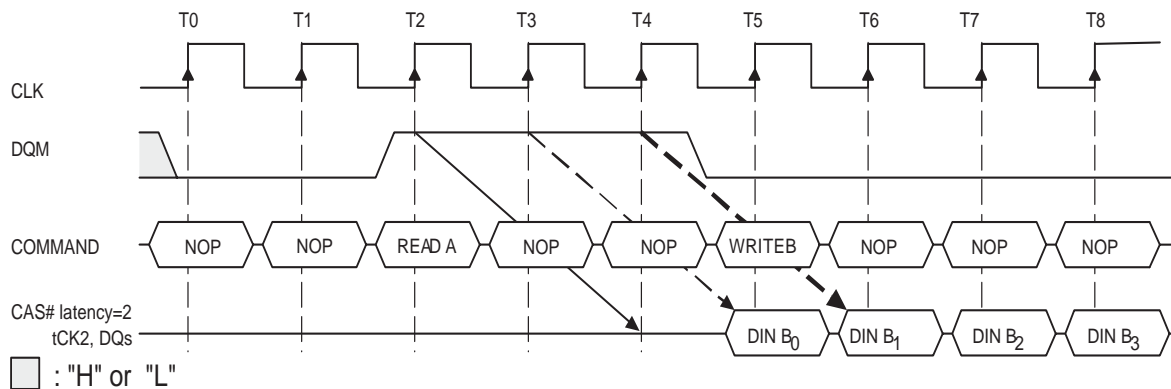 T0 T1 T2 T3 T4 T5 T6 T7 T8
CLK
DQM
COMMAND NOP NOP READ A NOP NOP WRITEB NOP NOP NOP
CAS# latency=2
tCK2, DQs DIN B0 DIN B1 DIN B2 DIN B3
: "H" or "L"